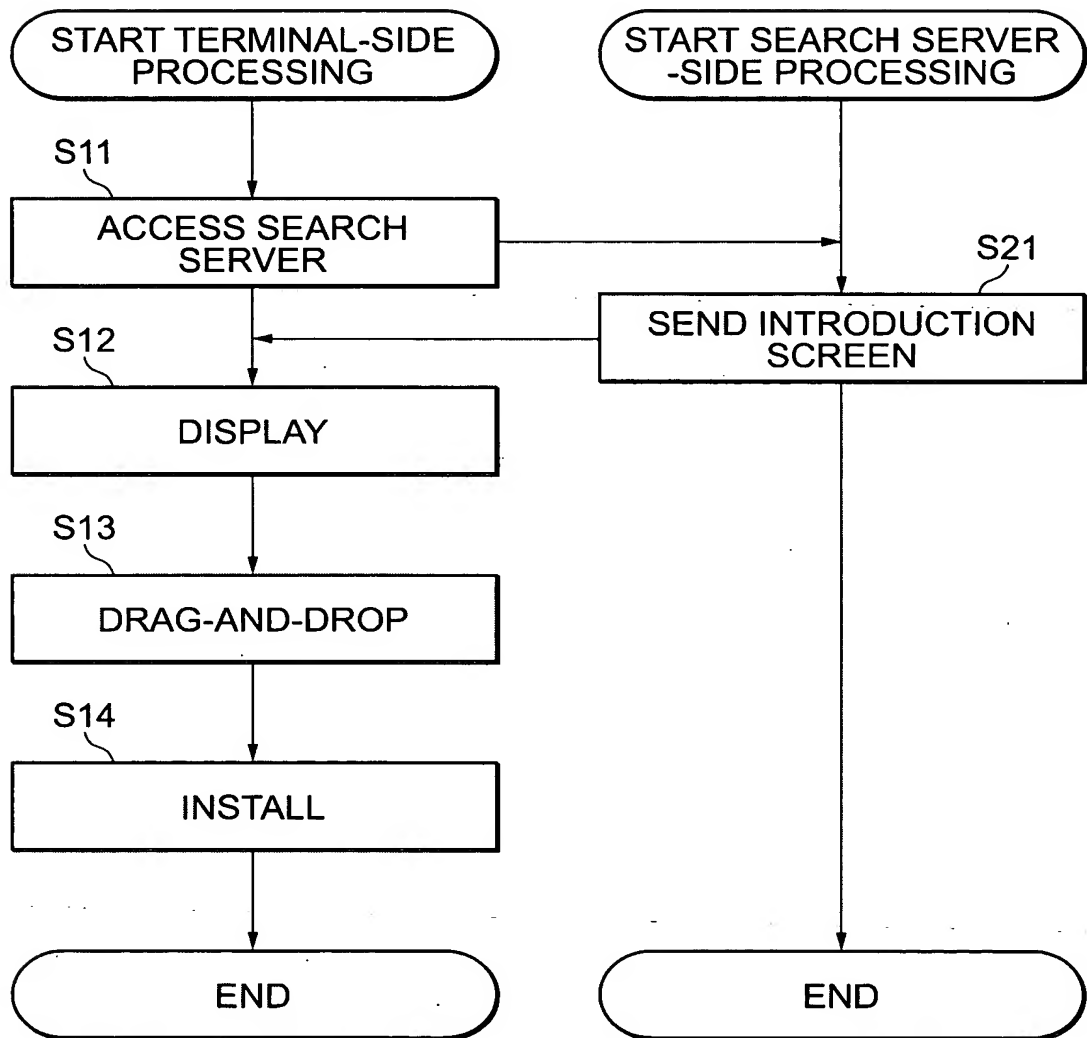 START TERMINAL-SIDE
PROCESSING
START SEARCH SERVER
-SIDE PROCESSING
S11
ACCESS SEARCH
SERVER
S21
SEND INTRODUCTION
SCREEN
S12
DISPLAY
S13
DRAG-AND-DROP
S14
INSTALL
END
END